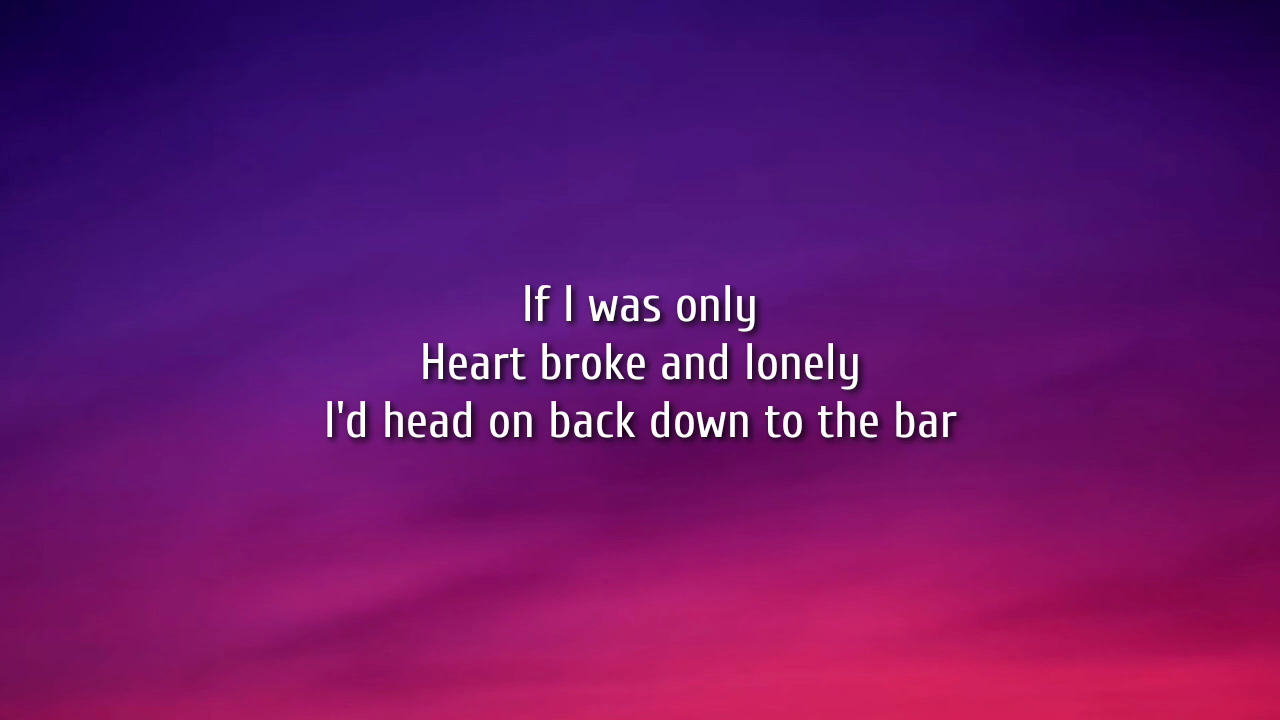 If I was only
Heart broke and lonely
I'd head on back down to the bar